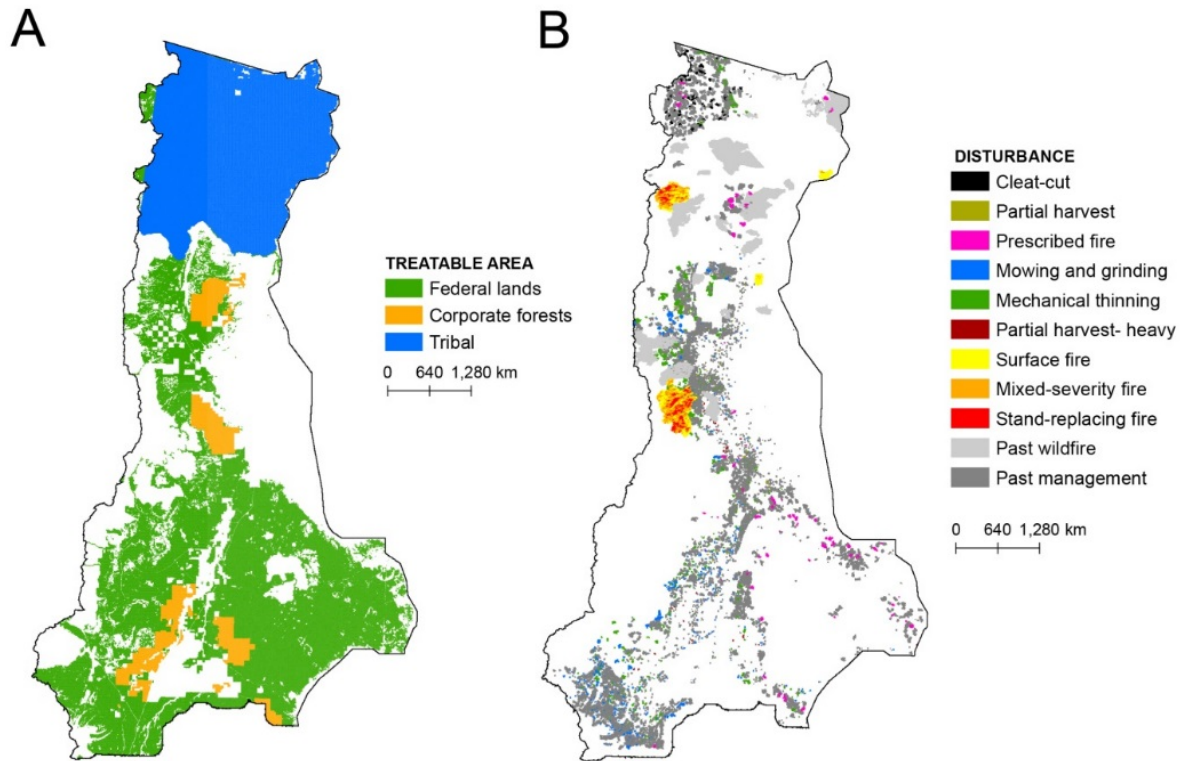 A
B
TREATABLE AREA
Federal lands
Corporate forests
Tribal
0 640 1,280 km
DISTURBANCE
Cleat-cut
Partial harvest
Prescribed fire
Mowing and grinding
Mechanical thinning
Partial harvest- heavy
Surface fire
Mixed-severity fire
Stand-replacing fire
Past wildfire
Past management
0 640 1,280 km